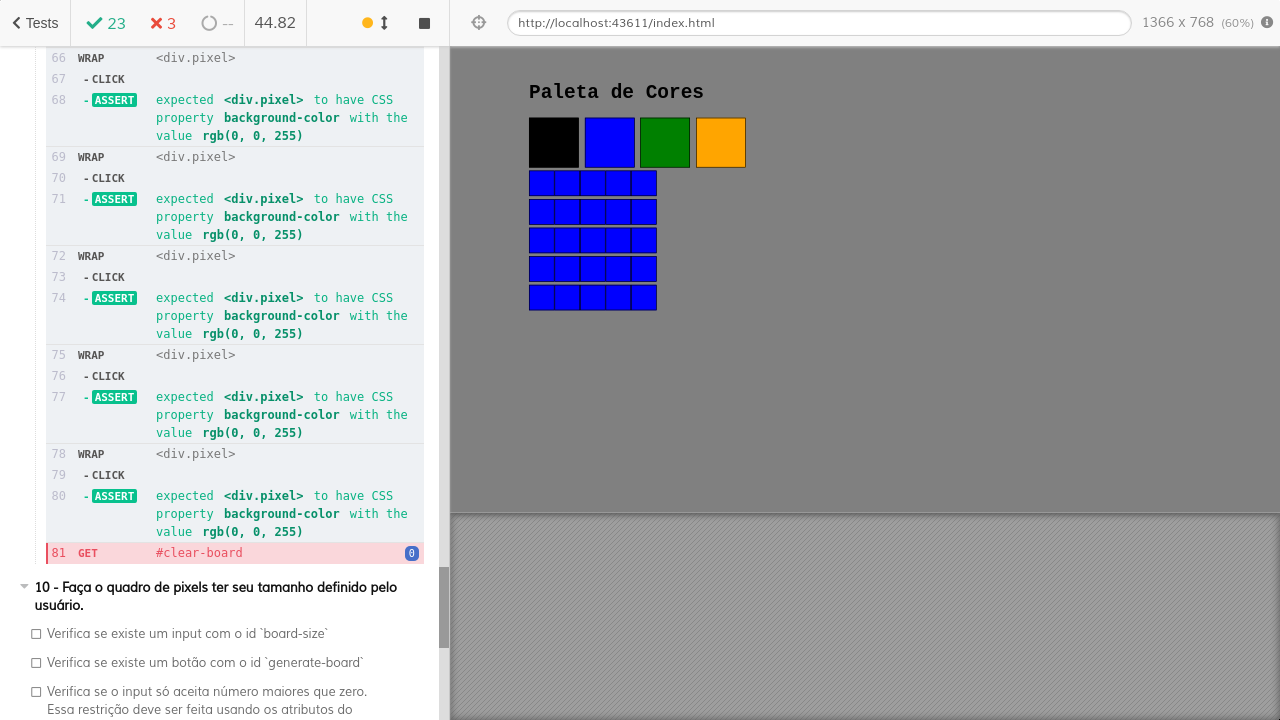 Tests 23 3 -- 44.82 http://localhost:43611/index.html 1366 x 768 (60%)
66 WRAP <div.pixel>
67 - CLICK
68 - ASSERT expected <div.pixel> to have CSS
property background-color with the
value rgb(0, 0, 255)
69 WRAP <div.pixel>
70 - CLICK
71 - ASSERT expected <div.pixel> to have CSS
property background-color with the
value rgb(0, 0, 255)
72 WRAP <div.pixel>
73 - CLICK
74 - ASSERT expected <div.pixel> to have CSS
property background-color with the
value rgb(0, 0, 255)
75 WRAP <div.pixel>
76 - CLICK
77 - ASSERT expected <div.pixel> to have CSS
property background-color with the
value rgb(0, 0, 255)
78 WRAP <div.pixel>
79 - CLICK
80 - ASSERT expected <div.pixel> to have CSS
property background-color with the
value rgb(0, 0, 255)
81 GET #clear-board 0
10 - Faça o quadro de pixels ter seu tamanho definido pelo
usuário.
Verifica se existe um input com o id `board-size`
Verifica se existe um botão com o id `generate-board`
Verifica se o input só aceita número maiores que zero.
Essa restrição deve ser feita usando os atributos do
Paleta de Cores